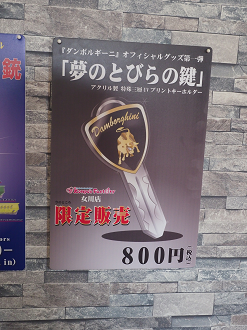 『ダンボルギーニ』オフィシャルグッズ第一弾
「夢のとびらの鍵」
アクリル製 特殊三層UVプリントキーホルダー
Damborghini
女川店
限定販売
800円(税込)
銃